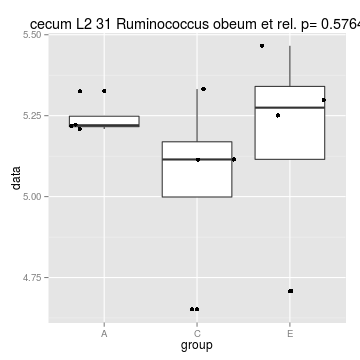 cecum L2 31 Ruminococcus obeum et rel. p= 0.5764
5.50
5.25
5.00
4.75
data
A
C
E
group